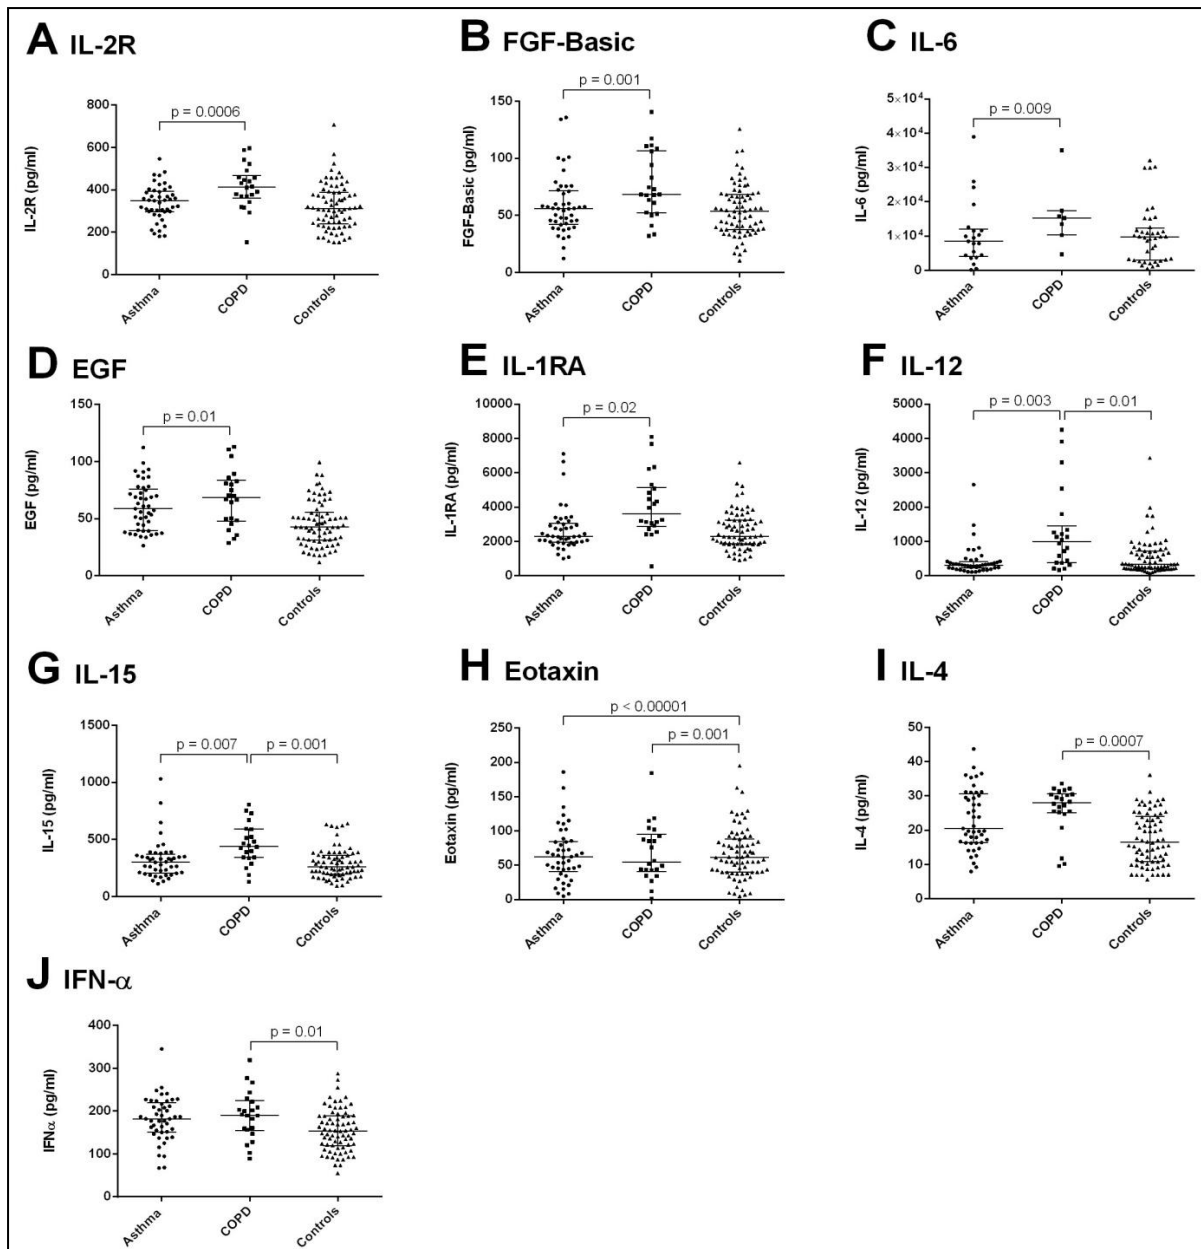 A IL-2R
p = 0.0006
800
600
400
200
0
IL-2R (pg/ml)
Asthma
COPD
Controls
B FGF-Basic
p = 0.001
150
100
50
0
FGF-Basic (pg/ml)
Asthma
COPD
Controls
C IL-6
p = 0.009
5×10⁴
4×10⁴
3×10⁴
2×10⁴
1×10⁴
0
IL-6 (pg/ml)
Asthma
COPD
Controls
D EGF
p = 0.01
150
100
50
0
EGF (pg/ml)
Asthma
COPD
Controls
E IL-1RA
p = 0.02
10000
8000
6000
4000
2000
0
IL-1RA (pg/ml)
Asthma
COPD
Controls
F IL-12
p = 0.003
p = 0.01
5000
4000
3000
2000
1000
0
IL-12 (pg/ml)
Asthma
COPD
Controls
G IL-15
p = 0.007
p = 0.001
1500
1000
500
0
IL-15 (pg/ml)
Asthma
COPD
Controls
H Eotaxin
p < 0.00001
p = 0.001
250
200
150
100
50
0
Eotaxin (pg/ml)
Asthma
COPD
Controls
I IL-4
p = 0.0007
50
40
30
20
10
0
IL-4 (pg/ml)
Asthma
COPD
Controls
J IFN-α
p = 0.01
400
300
200
100
0
IFNα (pg/ml)
Asthma
COPD
Controls